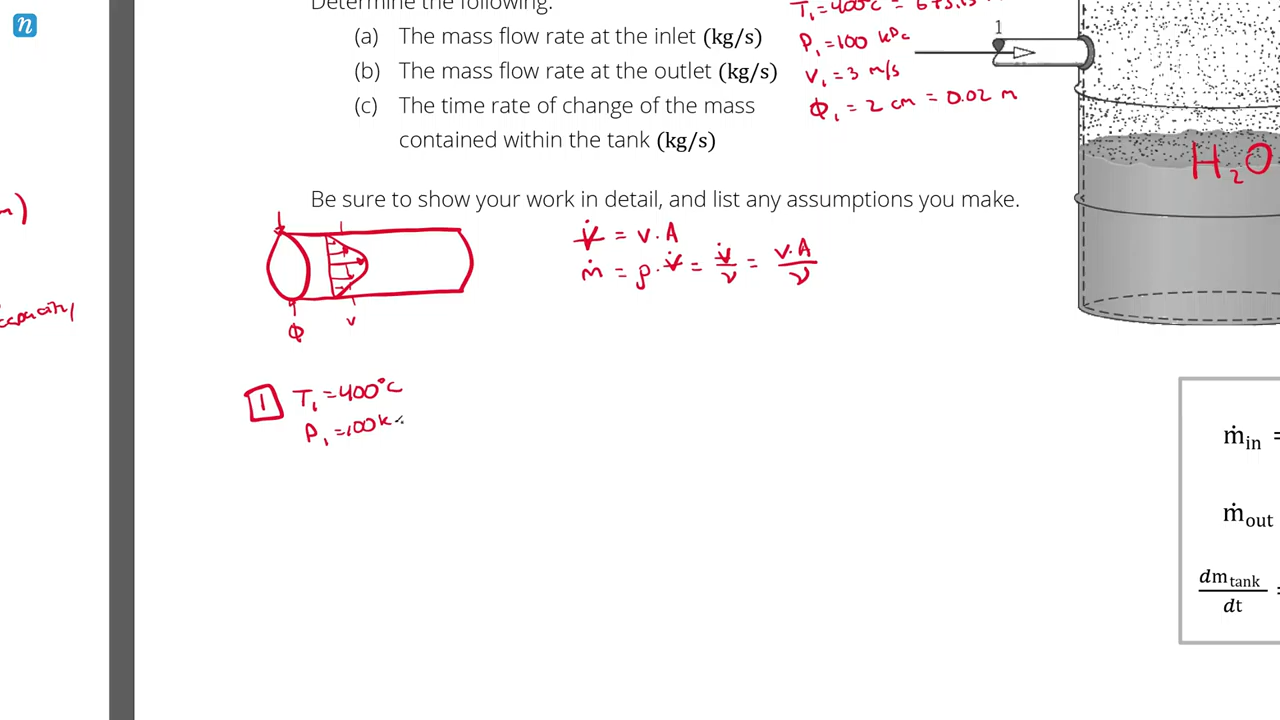 n
Determine the following:
(a) The mass flow rate at the inlet (kg/s)
(b) The mass flow rate at the outlet (kg/s)
(c) The time rate of change of the mass
contained within the tank (kg/s)
T₁ = 400°C =
P₁ = 100 kPa
V₁ = 3 m/s
Φ₁ = 2 cm = 0.02 m
1
H₂O
Be sure to show your work in detail, and list any assumptions you make.
V̇ = V·A
ṁ = ρ·V̇ = V̇/ν = V·A/ν
Φ
V
capacity
1 T₁ = 400°C
P₁ = 100 k
ṁin =
ṁout
dmtank/dt =